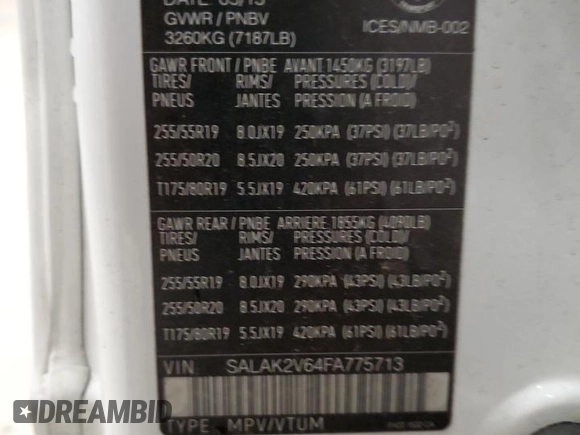 DATE 05/15
GVWR / PNBV
3260KG (7187LB)
ICES/NMB-002
GAWR FRONT / PNBE AVANT 1450KG (3197LB)
TIRES/ RIMS/ PRESSURES (COLD)/
PNEUS JANTES PRESSION (A FROID)
255/55R19 8.0JX19 250KPA (37PSI) (37LB/PO²)
255/50R20 8.5JX20 250KPA (37PSI) (37LB/PO²)
T175/80R19 5.5JX19 420KPA (61PSI) (61LB/PO²)
GAWR REAR / PNBE ARRIERE 1855KG (4090LB)
TIRES/ RIMS/ PRESSURES (COLD)/
PNEUS JANTES PRESSION (A FROID)
255/55R19 8.0JX19 290KPA (43PSI) (43LB/PO²)
255/50R20 8.5JX20 290KPA (43PSI) (43LB/PO²)
T175/80R19 5.5JX19 420KPA (61PSI) (61LB/PO²)
VIN SALAK2V64FA775713
TYPE MPV/VTUM
DREAMBID